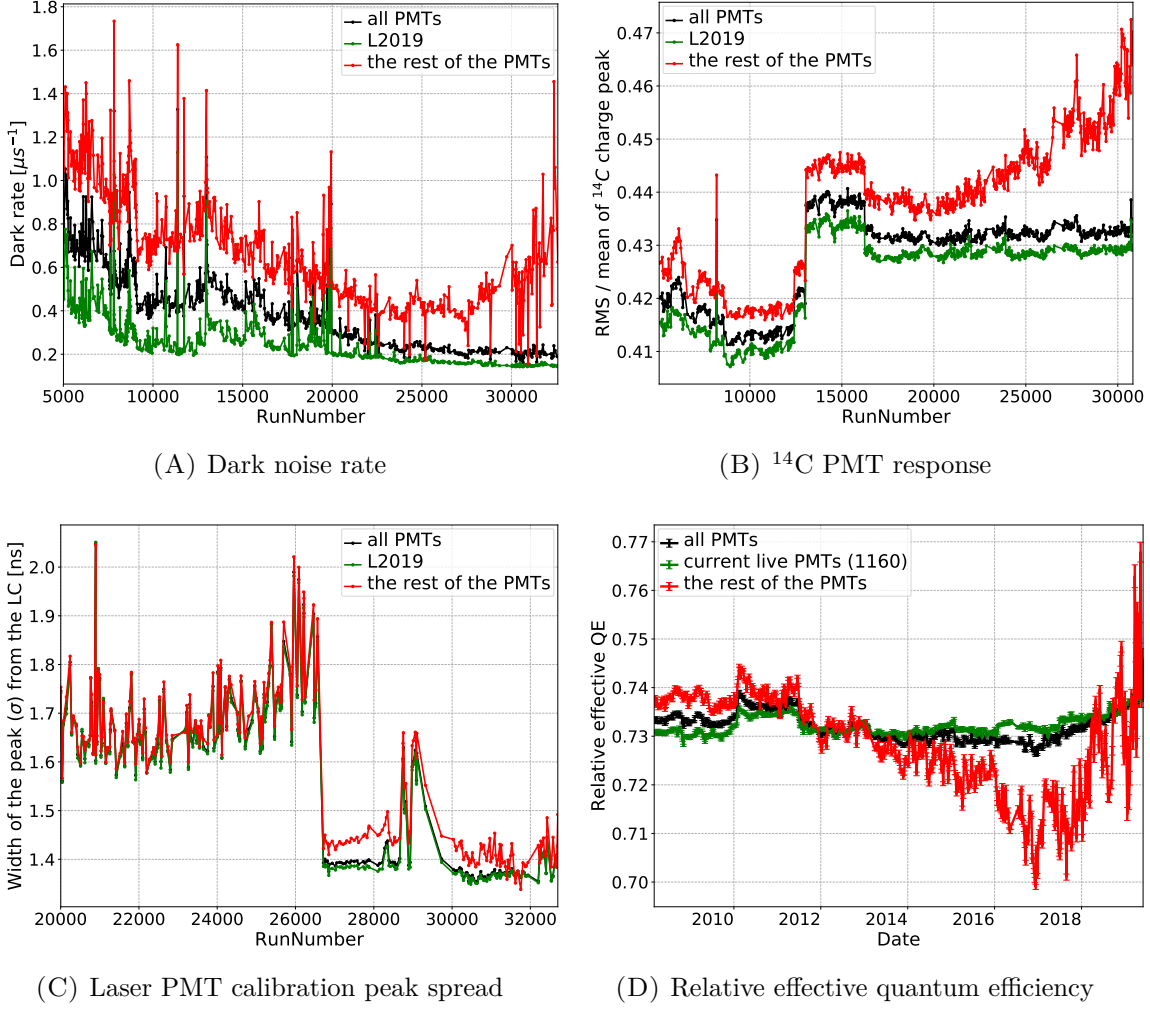 1.8
1.6
1.4
1.2
1.0
0.8
0.6
0.4
0.2
Dark rate [μs⁻¹]
all PMTs
L2019
the rest of the PMTs
5000 10000 15000 20000 25000 30000
RunNumber
(A) Dark noise rate
0.47
0.46
0.45
0.44
0.43
0.42
0.41
RMS / mean of ¹⁴C charge peak
all PMTs
L2019
the rest of the PMTs
10000 15000 20000 25000 30000
RunNumber
(B) ¹⁴C PMT response
2.0
1.9
1.8
1.7
1.6
1.5
1.4
Width of the peak (σ) from the LC [ns]
all PMTs
L2019
the rest of the PMTs
20000 22000 24000 26000 28000 30000 32000
RunNumber
(C) Laser PMT calibration peak spread
0.77
0.76
0.75
0.74
0.73
0.72
0.71
0.70
Relative effective QE
all PMTs
current live PMTs (1160)
the rest of the PMTs
2010 2012 2014 2016 2018
Date
(D) Relative effective quantum efficiency